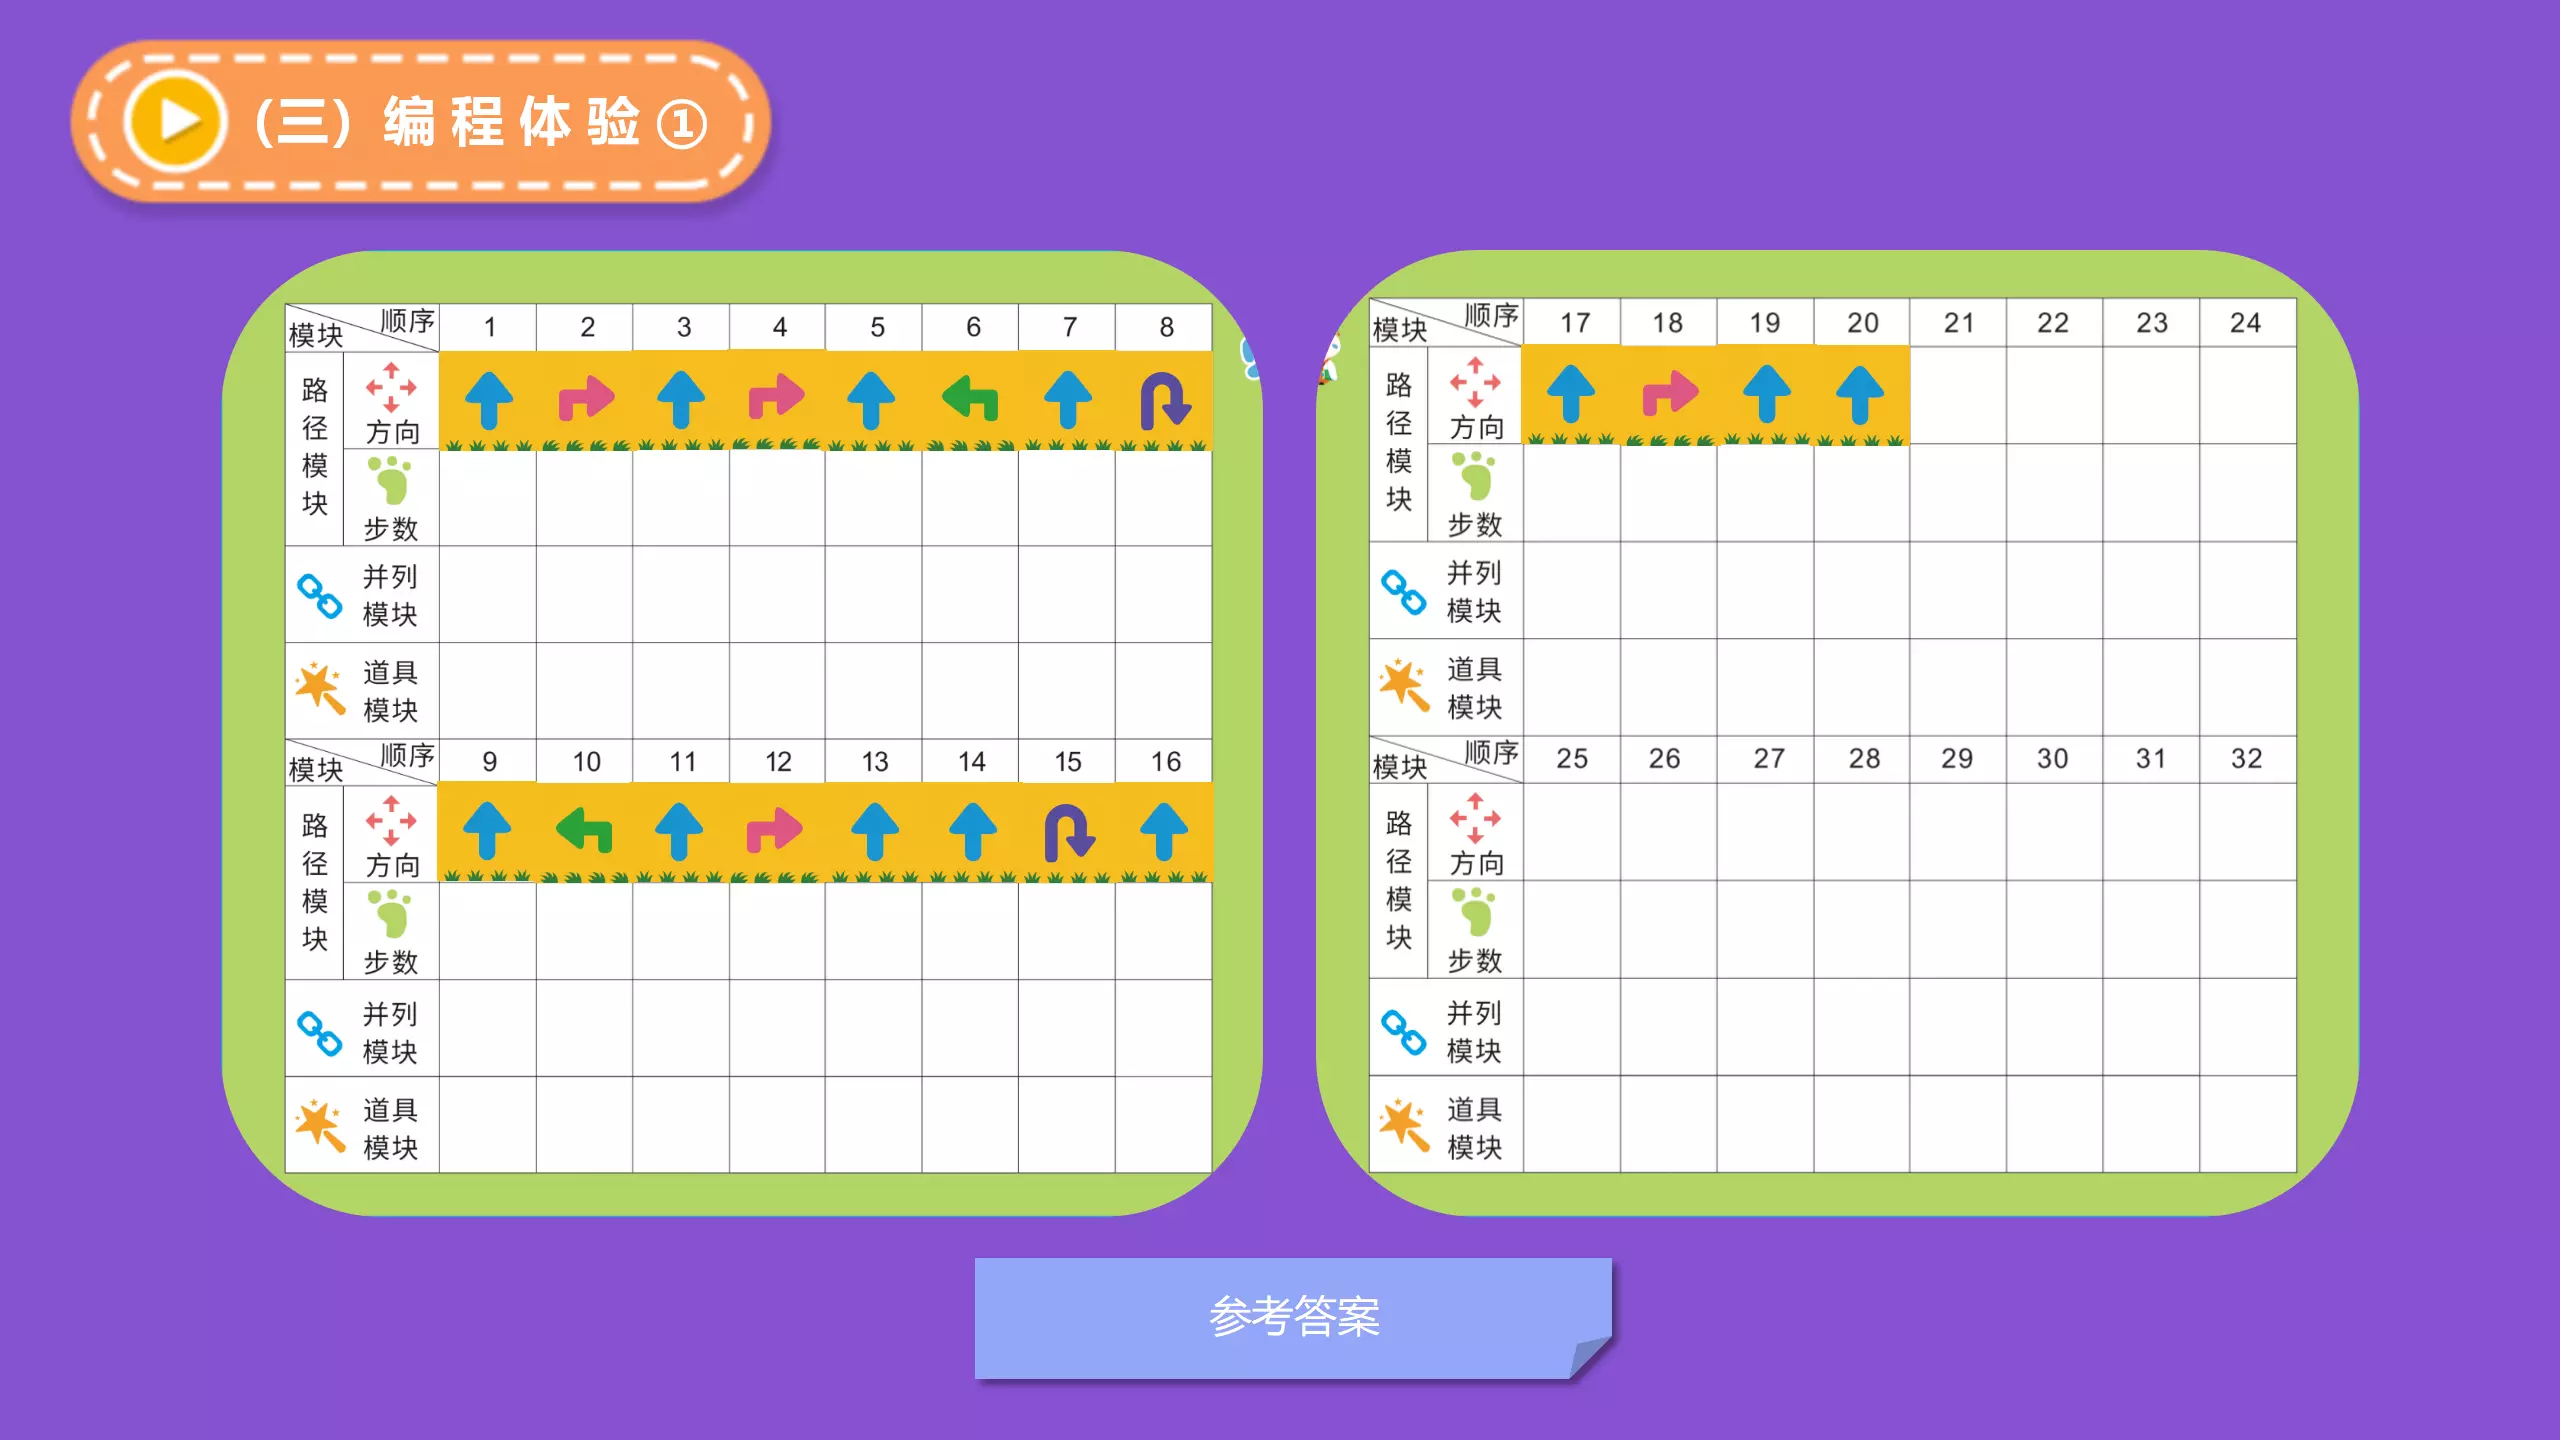 (三) 编程体验①
模块 顺序 1 2 3 4 5 6 7 8
路径模块 方向
步数
并列模块
道具模块
模块 顺序 9 10 11 12 13 14 15 16
路径模块 方向
步数
并列模块
道具模块
模块 顺序 17 18 19 20 21 22 23 24
路径模块 方向
步数
并列模块
道具模块
模块 顺序 25 26 27 28 29 30 31 32
路径模块 方向
步数
并列模块
道具模块
参考答案